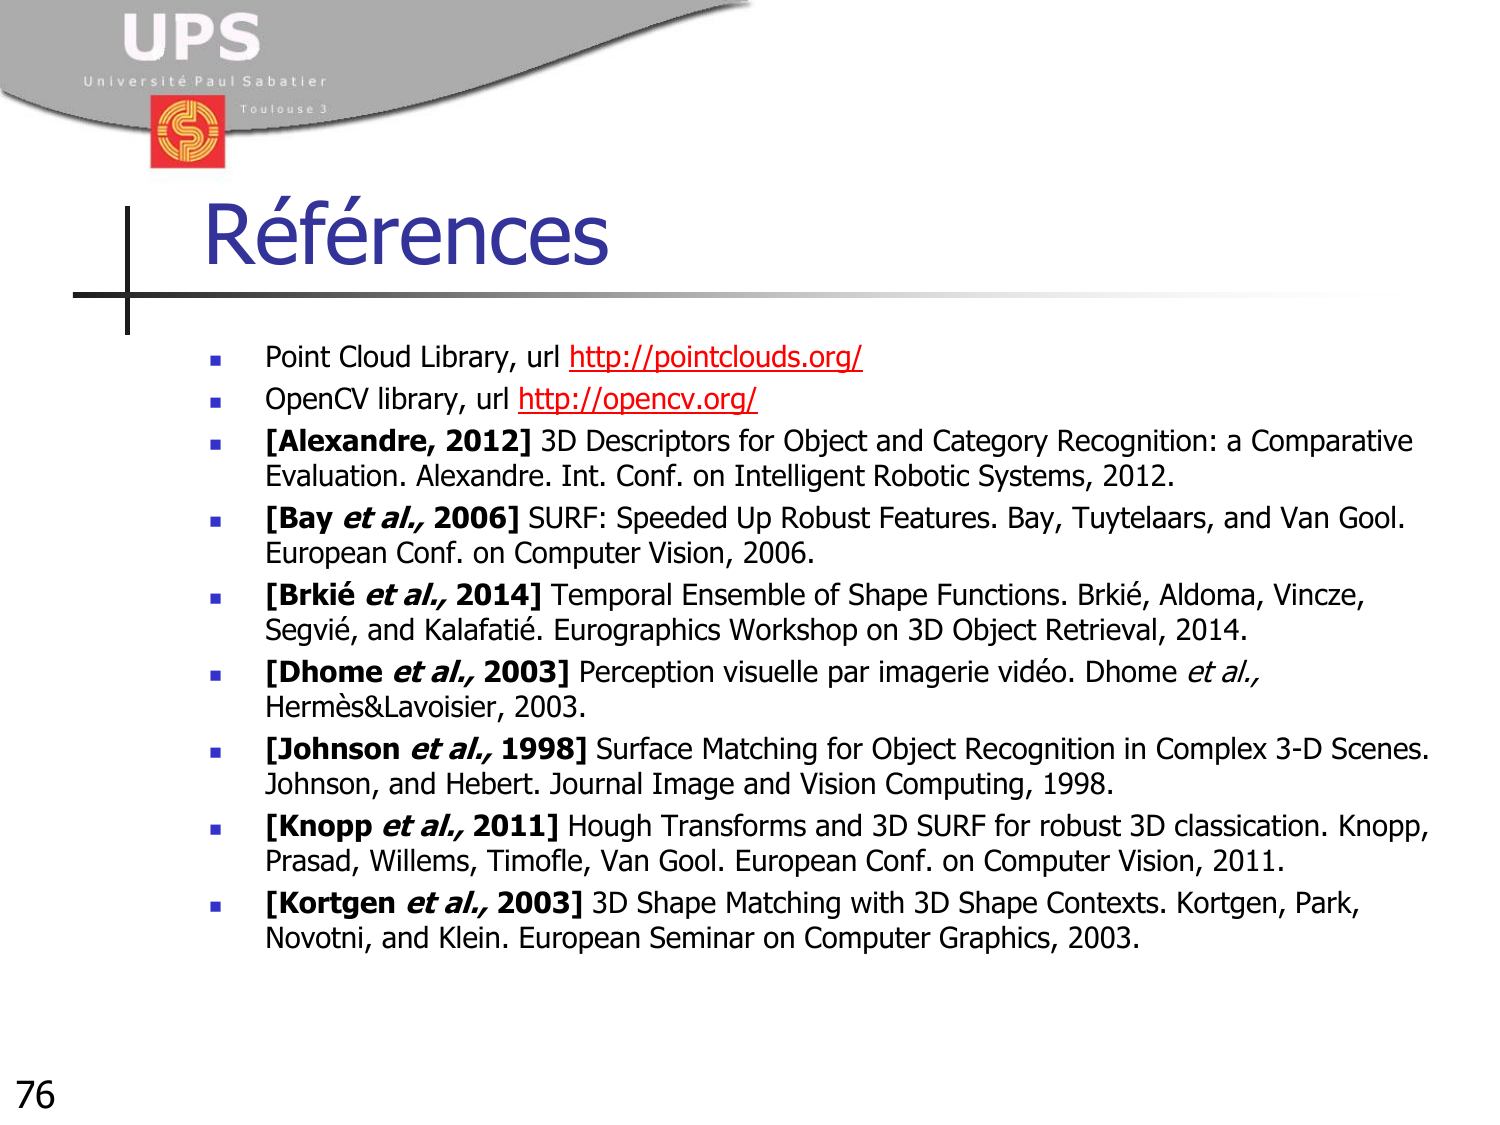 UPS
Université Paul Sabatier
Toulouse 3
Références
Point Cloud Library, url http://pointclouds.org/
OpenCV library, url http://opencv.org/
[Alexandre, 2012] 3D Descriptors for Object and Category Recognition: a Comparative
Evaluation. Alexandre. Int. Conf. on Intelligent Robotic Systems, 2012.
[Bay et al., 2006] SURF: Speeded Up Robust Features. Bay, Tuytelaars, and Van Gool.
European Conf. on Computer Vision, 2006.
[Brkié et al., 2014] Temporal Ensemble of Shape Functions. Brkié, Aldoma, Vincze,
Segvié, and Kalafatié. Eurographics Workshop on 3D Object Retrieval, 2014.
[Dhome et al., 2003] Perception visuelle par imagerie vidéo. Dhome et al.,
Hermès&Lavoisier, 2003.
[Johnson et al., 1998] Surface Matching for Object Recognition in Complex 3-D Scenes.
Johnson, and Hebert. Journal Image and Vision Computing, 1998.
[Knopp et al., 2011] Hough Transforms and 3D SURF for robust 3D classication. Knopp,
Prasad, Willems, Timofle, Van Gool. European Conf. on Computer Vision, 2011.
[Kortgen et al., 2003] 3D Shape Matching with 3D Shape Contexts. Kortgen, Park,
Novotni, and Klein. European Seminar on Computer Graphics, 2003.
76